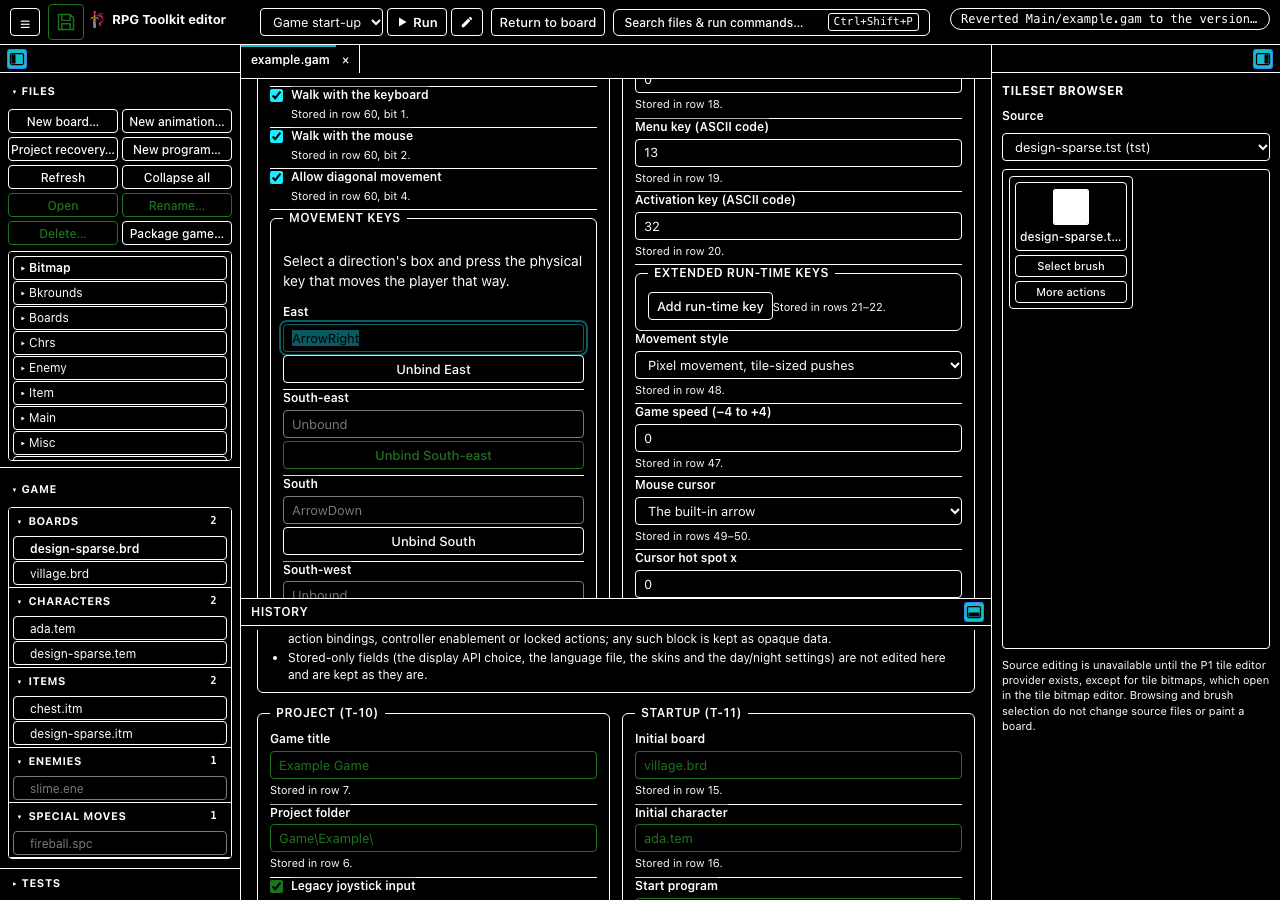 RPG Toolkit editor
Game start-up
Run
Return to board
Search files & run commands...
Ctrl+Shift+P
Reverted Main/example.gam to the version…
FILES
New board...
New animation...
Project recovery...
New program...
Refresh
Collapse all
Open
Rename...
Delete...
Package game...
Bitmap
Bkrounds
Boards
Chrs
Enemy
Item
Main
Misc
GAME
BOARDS 2
design-sparse.brd
village.brd
CHARACTERS 2
ada.tem
design-sparse.tem
ITEMS 2
chest.itm
design-sparse.itm
ENEMIES 1
slime.ene
SPECIAL MOVES 1
fireball.spc
TESTS
example.gam ×
Walk with the keyboard
Stored in row 60, bit 1.
Walk with the mouse
Stored in row 60, bit 2.
Allow diagonal movement
Stored in row 60, bit 4.
MOVEMENT KEYS
Select a direction's box and press the physical
key that moves the player that way.
East
ArrowRight
Unbind East
South-east
Unbound
Unbind South-east
South
ArrowDown
Unbind South
South-west
Unbound
0
Stored in row 18.
Menu key (ASCII code)
13
Stored in row 19.
Activation key (ASCII code)
32
Stored in row 20.
EXTENDED RUN-TIME KEYS
Add run-time key
Stored in rows 21–22.
Movement style
Pixel movement, tile-sized pushes
Stored in row 48.
Game speed (−4 to +4)
0
Stored in row 47.
Mouse cursor
The built-in arrow
Stored in rows 49–50.
Cursor hot spot x
0
HISTORY
action bindings, controller enablement or locked actions; any such block is kept as opaque data.
• Stored-only fields (the display API choice, the language file, the skins and the day/night settings) are not edited here
and are kept as they are.
PROJECT (T-10)
Game title
Example Game
Stored in row 7.
Project folder
Game\Example\
Stored in row 6.
Legacy joystick input
STARTUP (T-11)
Initial board
village.brd
Stored in row 15.
Initial character
ada.tem
Stored in row 16.
Start program
TILESET BROWSER
Source
design-sparse.tst (tst)
design-sparse.t...
Select brush
More actions
Source editing is unavailable until the P1 tile editor
provider exists, except for tile bitmaps, which open
in the tile bitmap editor. Browsing and brush
selection do not change source files or paint a
board.